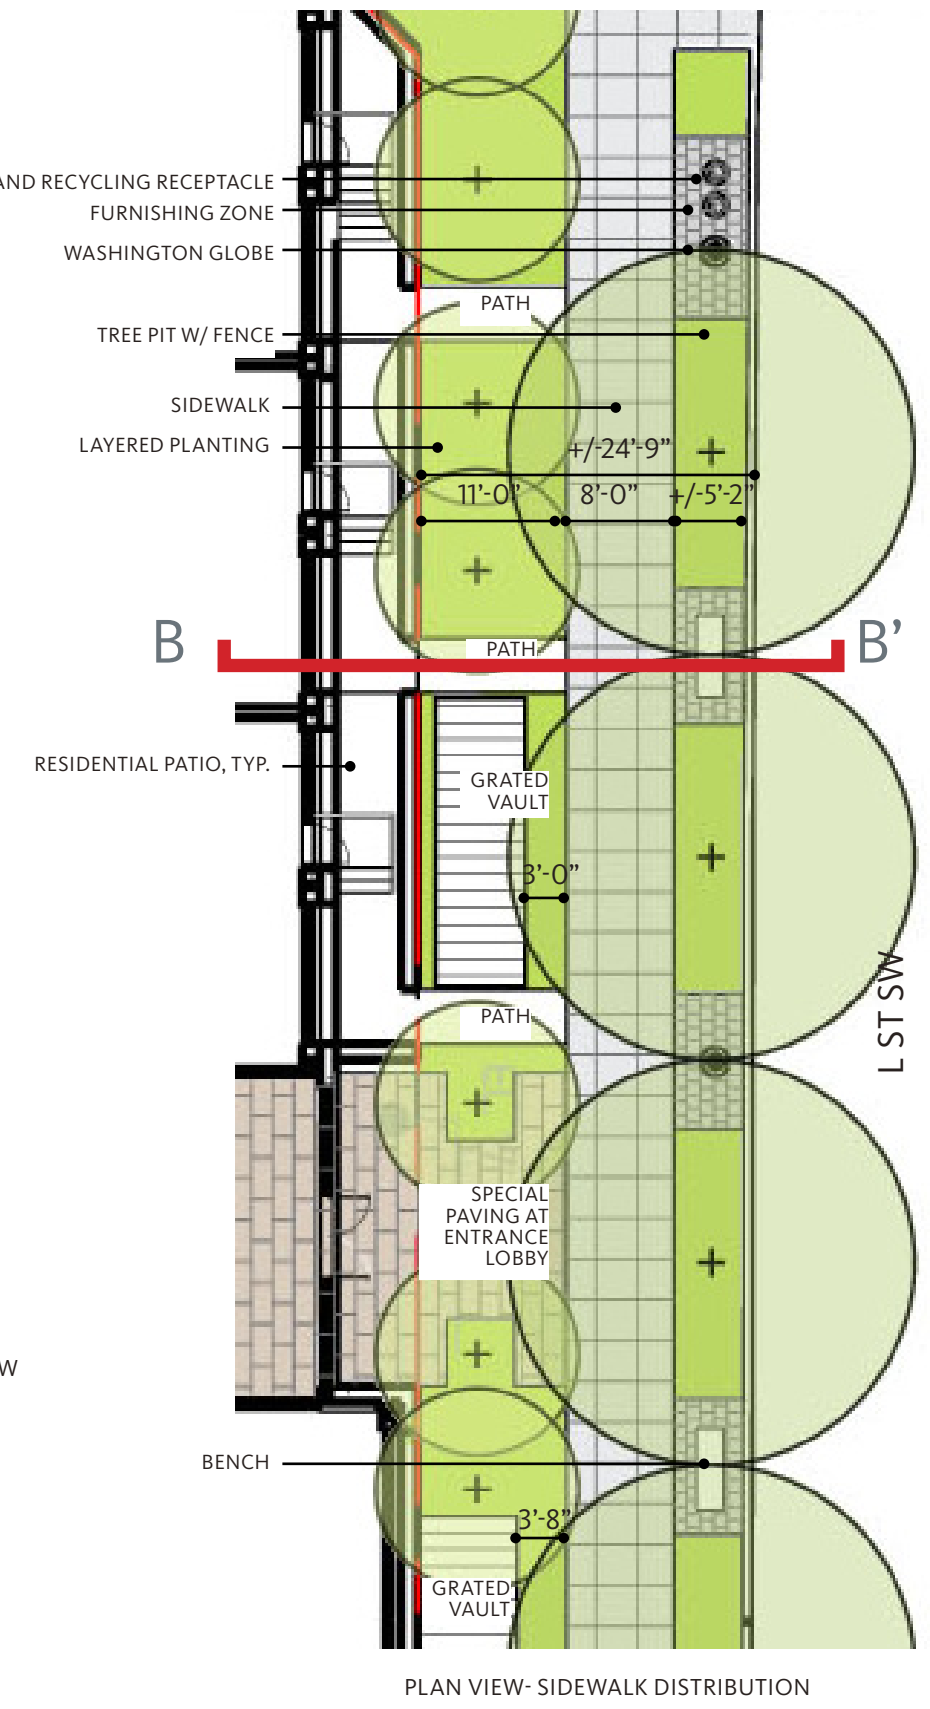 AND RECYCLING RECEPTACLE
FURNISHING ZONE
WASHINGTON GLOBE
PATH
TREE PIT W/ FENCE
SIDEWALK
LAYERED PLANTING
+/-24'-9"
11'-0"
8'-0"
+/-5'-2"
B
B'
PATH
RESIDENTIAL PATIO, TYP.
GRATED
VAULT
3'-0"
L ST SW
PATH
SPECIAL
PAVING AT
ENTRANCE
LOBBY
W
BENCH
3'-8"
GRATED
VAULT
PLAN VIEW- SIDEWALK DISTRIBUTION